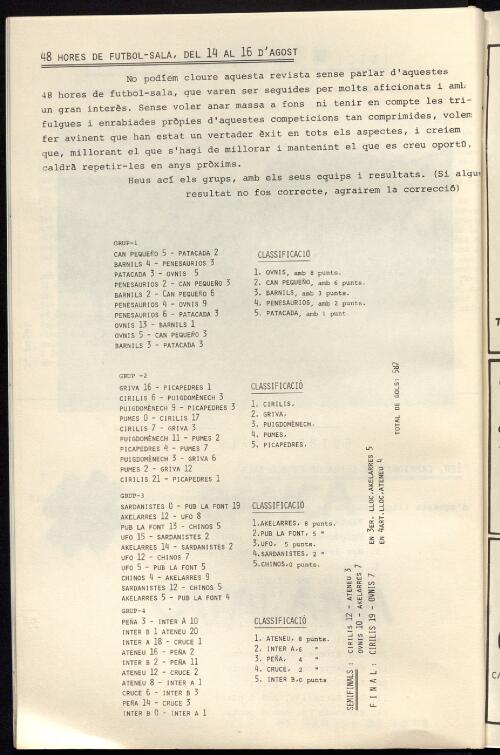 48 HORES DE FUTBOL-SALA, DEL 14 AL 16 D'AGOST
No podíem cloure aquesta revista sense parlar d'aquestes
48 hores de futbol-sala, que varen ser seguides per molts aficionats i amb
un gran interès. Sense voler anar massa a fons ni tenir en compte les tri-
fulgues i enrabiades pròpies d'aquestes competicions tan comprimides, volem
fer avinent que han estat un vertader èxit en tots els aspectes, i creiem
que, millorant el que s'hagi de millorar i mantenint el que es creu oportú,
caldrà repetir-les en anys pròxims.
Heus ací els grups, amb els seus equips i resultats. (Si algun
resultat no fos correcte, agrairem la correcció)
GRUP-1
CAN PEQUEÑO 5 - PATACADA 2
BARNILS 4 - PENESAURIOS 3
PATACADA 3 - OVNIS 5
PENESAURIOS 2 - CAN PEQUEÑO 3
BARNILS 2 - CAN PEQUEÑO 6
PENESAURIOS 4 - OVNIS 9
PENESAURIOS 6 - PATACADA 3
OVNIS 13 - BARNILS 1
OVNIS 5 - CAN PEQUEÑO 3
BARNILS 3 - PATACADA 3
CLASSIFICACIÓ
1. OVNIS, amb 8 punts.
2. CAN PEQUEÑO, amb 6 punts.
3. BARNILS, amb 3 punts.
4. PENESAURIOS, amb 2 punts.
5. PATACADA, amb 1 punt
GRUP -2
GRIVA 16 - PICAPEDRES 1
CIRILIS 6 - PUIGDOMÈNECH 3
PUIGDOMÈNECH 9 - PICAPEDRES 3
PUMES 0 - CIRILIS 17
CIRILIS 7 - GRIVA 3
PUIGDOMÈNECH 11 - PUMES 2
PICAPEDRES 4 - PUMES 7
PUIGDOMÈNECH 3 - GRIVA 6
PUMES 2 - GRIVA 12
CIRILIS 21 - PICAPEDRES 1
CLASSIFICACIÓ
1. CIRILIS.
2. GRIVA.
3. PUIGDOMÈNECH.
4. PUMES.
5. PICAPEDRES.
GRUP-3
SARDANISTES 0 - PUB LA FONT 19
AKELARRES 12 - UFO 8
PUB LA FONT 13 - CHINOS 5
UFO 15 - SARDANISTES 2
AKELARRES 14 - SARDANISTES 2
UFO 12 - CHINOS 7
UFO 5 - PUB LA FONT 5
CHINOS 4 - AKELARRES 9
SARDANISTES 12 - CHINOS 5
AKELARRES 5 - PUB LA FONT 4
CLASSIFICACIÓ
1.AKELARRES, 8 punts.
2.PUB LA FONT, 5 "
3.UFO, 5 punts.
4.SARDANISTES, 2 "
5.CHINOS,0 punts.
GRUP-4
PEÑA 3 - INTER A 10
INTER B 1 ATENEU 20
INTER A 18 - CRUCE 1
ATENEU 16 - PEÑA 2
INTER B 2 - PEÑA 11
ATENEU 12 - CRUCE 2
ATENEU 8 - INTER A 1
CRUCE 6 - INTER B 3
PEÑA 14 - CRUCE 3
INTER B 0 - INTER A 1
CLASSIFICACIÓ
1. ATENEU, 8 punts.
2. INTER A,6 "
3. PEÑA, 4 "
4. CRUCE, 2 "
5. INTER B,0 punts
SEMIFINALS: CIRILIS 12 - ATENEU 3
OVNIS 10 - AKELARRES 7
FINAL: CIRILIS 19 - OVNIS 7
EN 3ER. LLOC,AKELARRES 5
EN 4ART.LLOC,ATENEU 4
TOTAL DE GOLS: 587